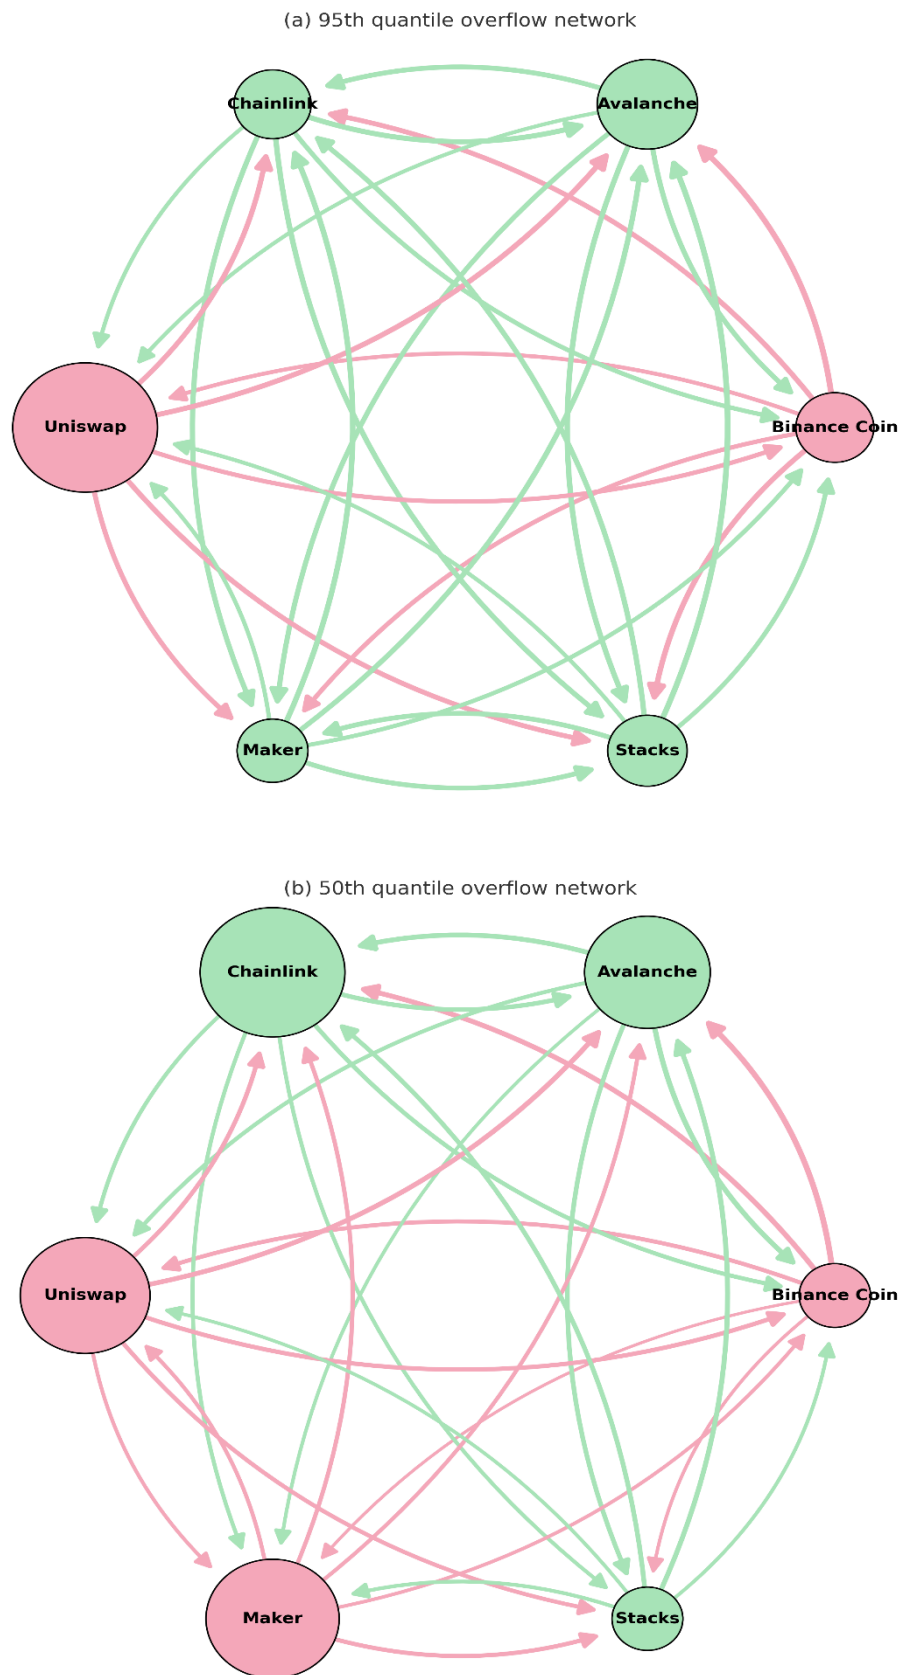 (a) 95th quantile overflow network
Chainlink
Avalanche
Uniswap
Binance Coin
Maker
Stacks
(b) 50th quantile overflow network
Chainlink
Avalanche
Uniswap
Binance Coin
Maker
Stacks